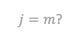 j = m?